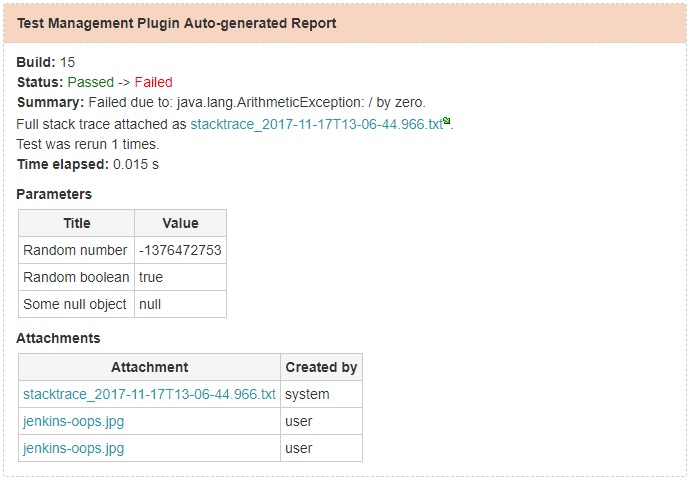 Test Management Plugin Auto-generated Report
Build: 15
Status: Passed -> Failed
Summary: Failed due to: java.lang.ArithmeticException: / by zero.
Full stack trace attached as stacktrace_2017-11-17T13-06-44.966.txt.
Test was rerun 1 times.
Time elapsed: 0.015 s
Parameters
Title Value
Random number -1376472753
Random boolean true
Some null object null
Attachments
Attachment Created by
stacktrace_2017-11-17T13-06-44.966.txt system
jenkins-oops.jpg user
jenkins-oops.jpg user